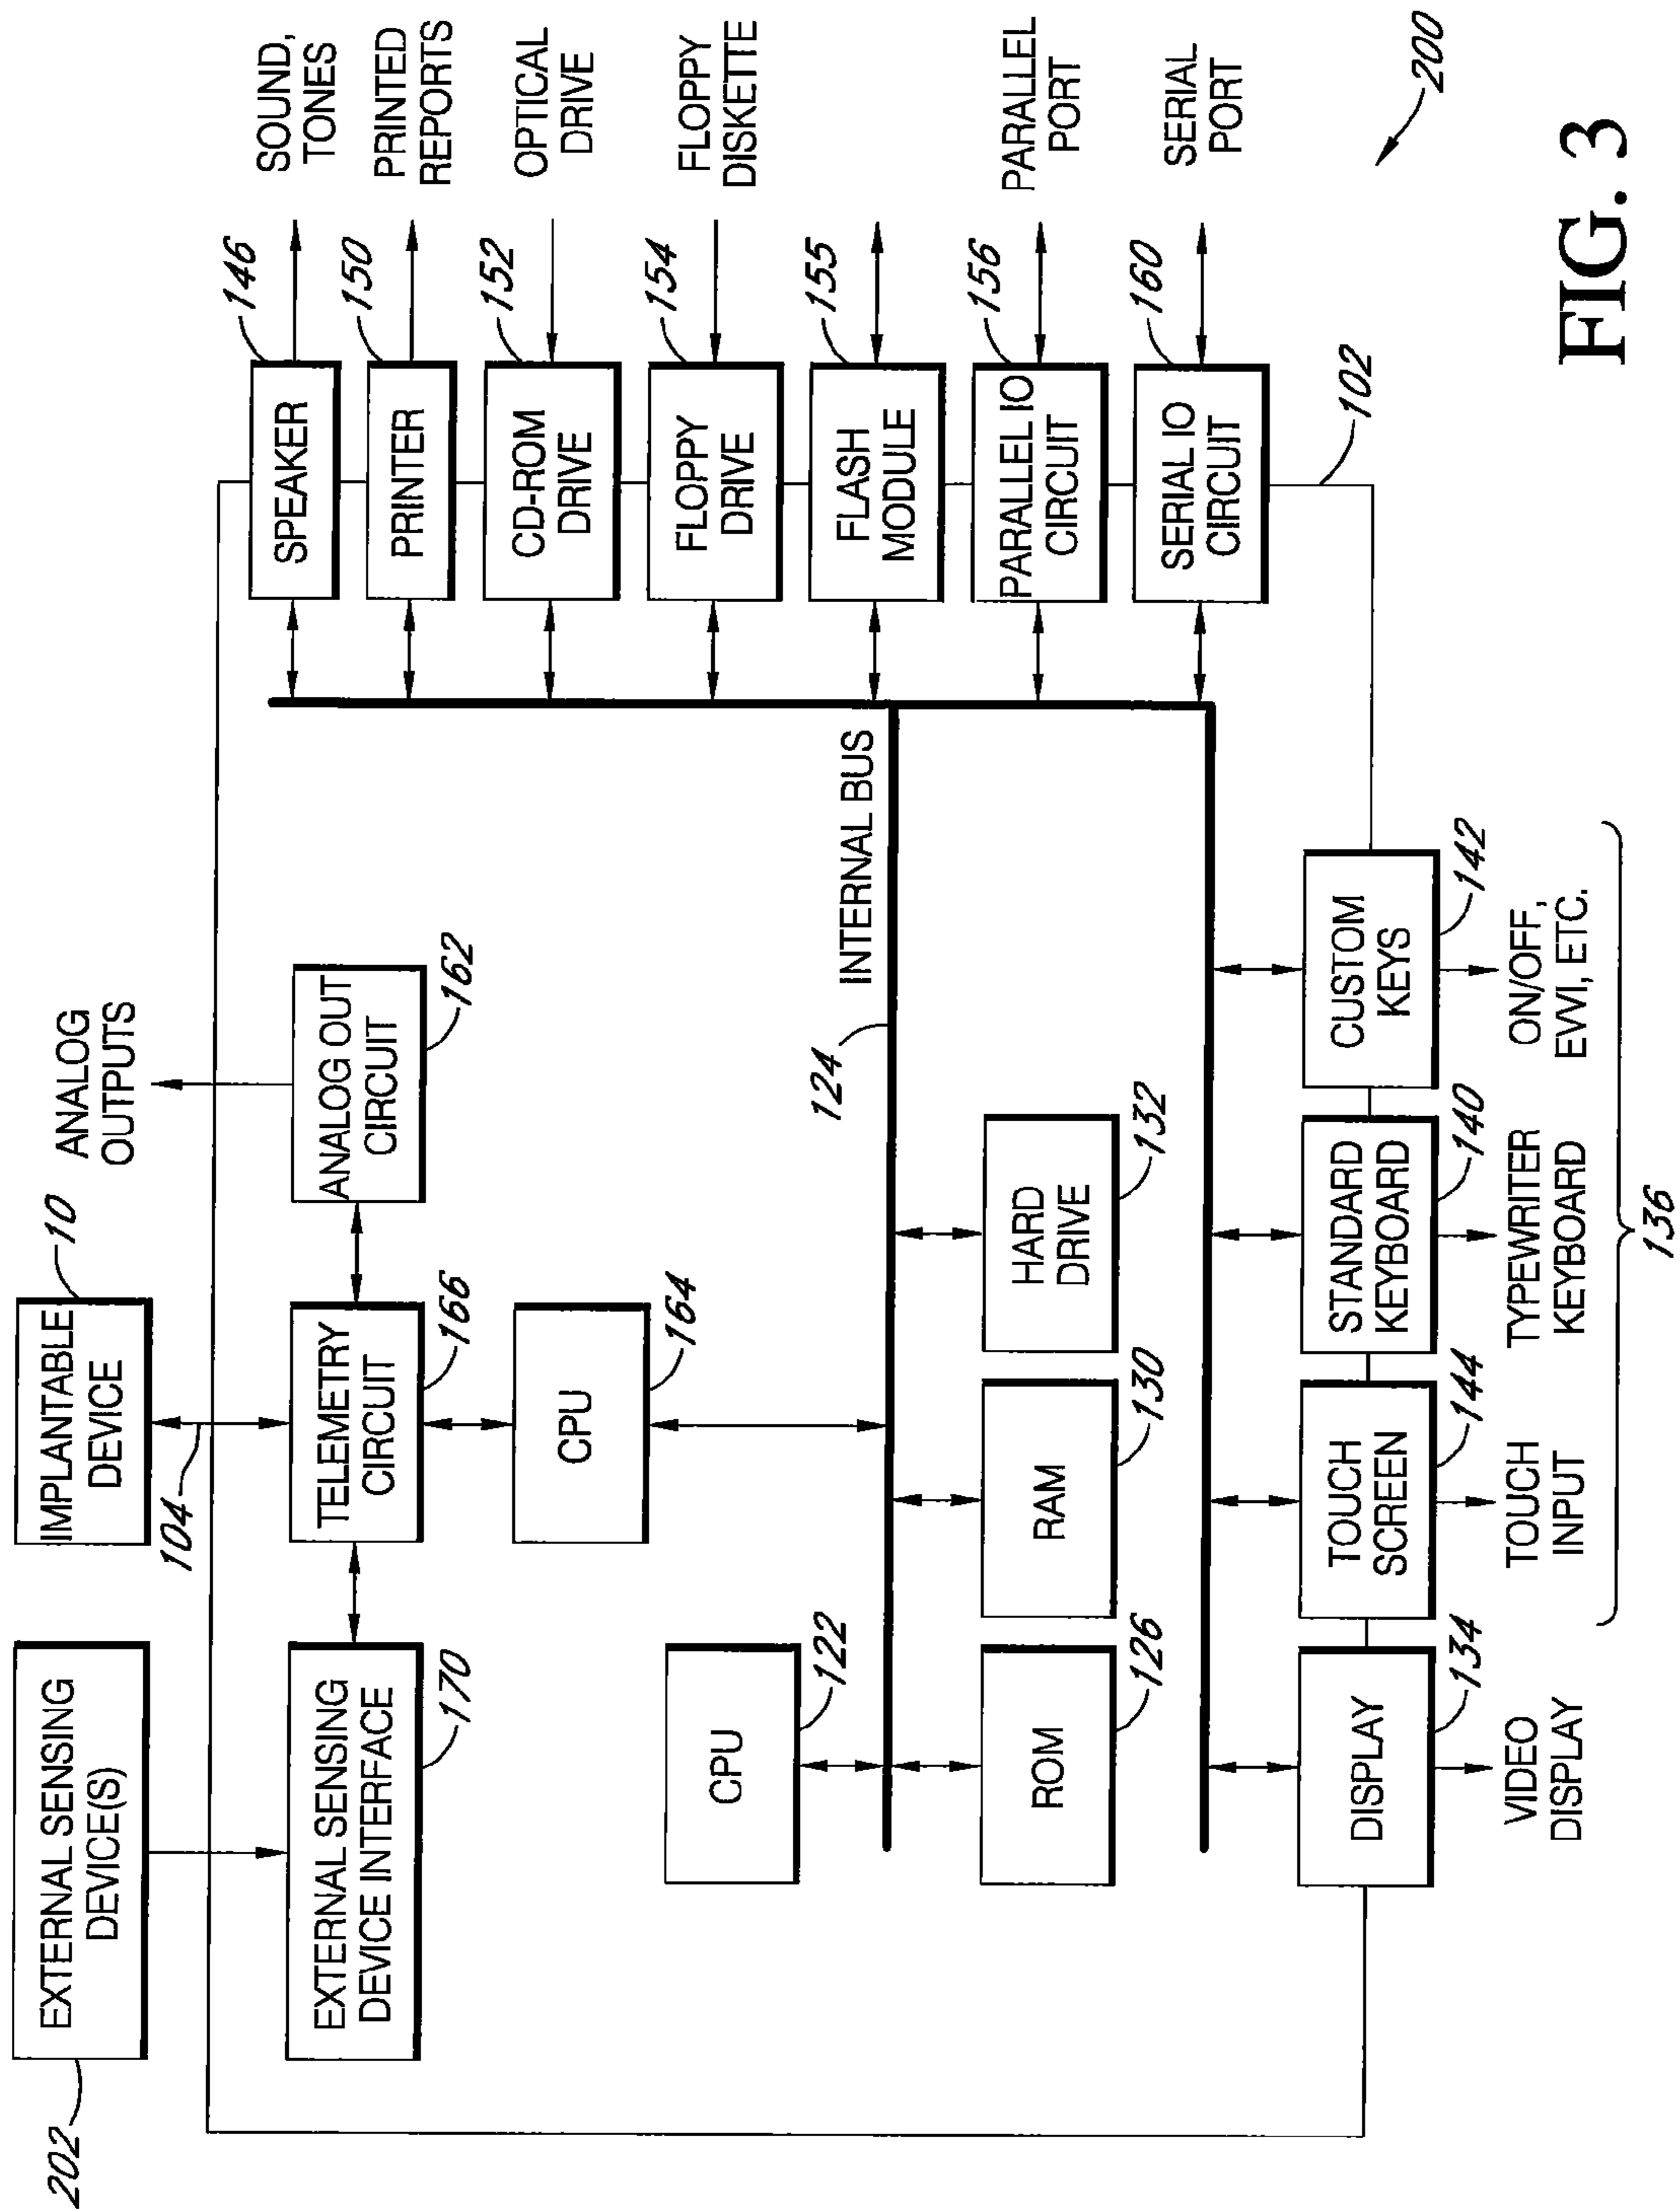 202
EXTERNAL SENSING
DEVICE(S)
IMPLANTABLE
DEVICE
10
ANALOG
OUTPUTS
104
EXTERNAL SENSING
DEVICE INTERFACE
170
TELEMETRY
CIRCUIT
166
ANALOG OUT
CIRCUIT
162
CPU
164
CPU
122
INTERNAL BUS
124
ROM
126
RAM
130
HARD
DRIVE
132
DISPLAY
134
VIDEO
DISPLAY
TOUCH
SCREEN
144
TOUCH
INPUT
STANDARD
KEYBOARD
140
TYPEWRITER
KEYBOARD
CUSTOM
KEYS
142
ON/OFF,
EVVI, ETC.
136
SPEAKER
146
SOUND,
TONES
PRINTER
150
PRINTED
REPORTS
CD-ROM
DRIVE
152
OPTICAL
DRIVE
FLOPPY
DRIVE
154
FLOPPY
DISKETTE
FLASH
MODULE
155
PARALLEL IO
CIRCUIT
156
PARALLEL
PORT
SERIAL IO
CIRCUIT
160
SERIAL
PORT
102
200
FIG. 3